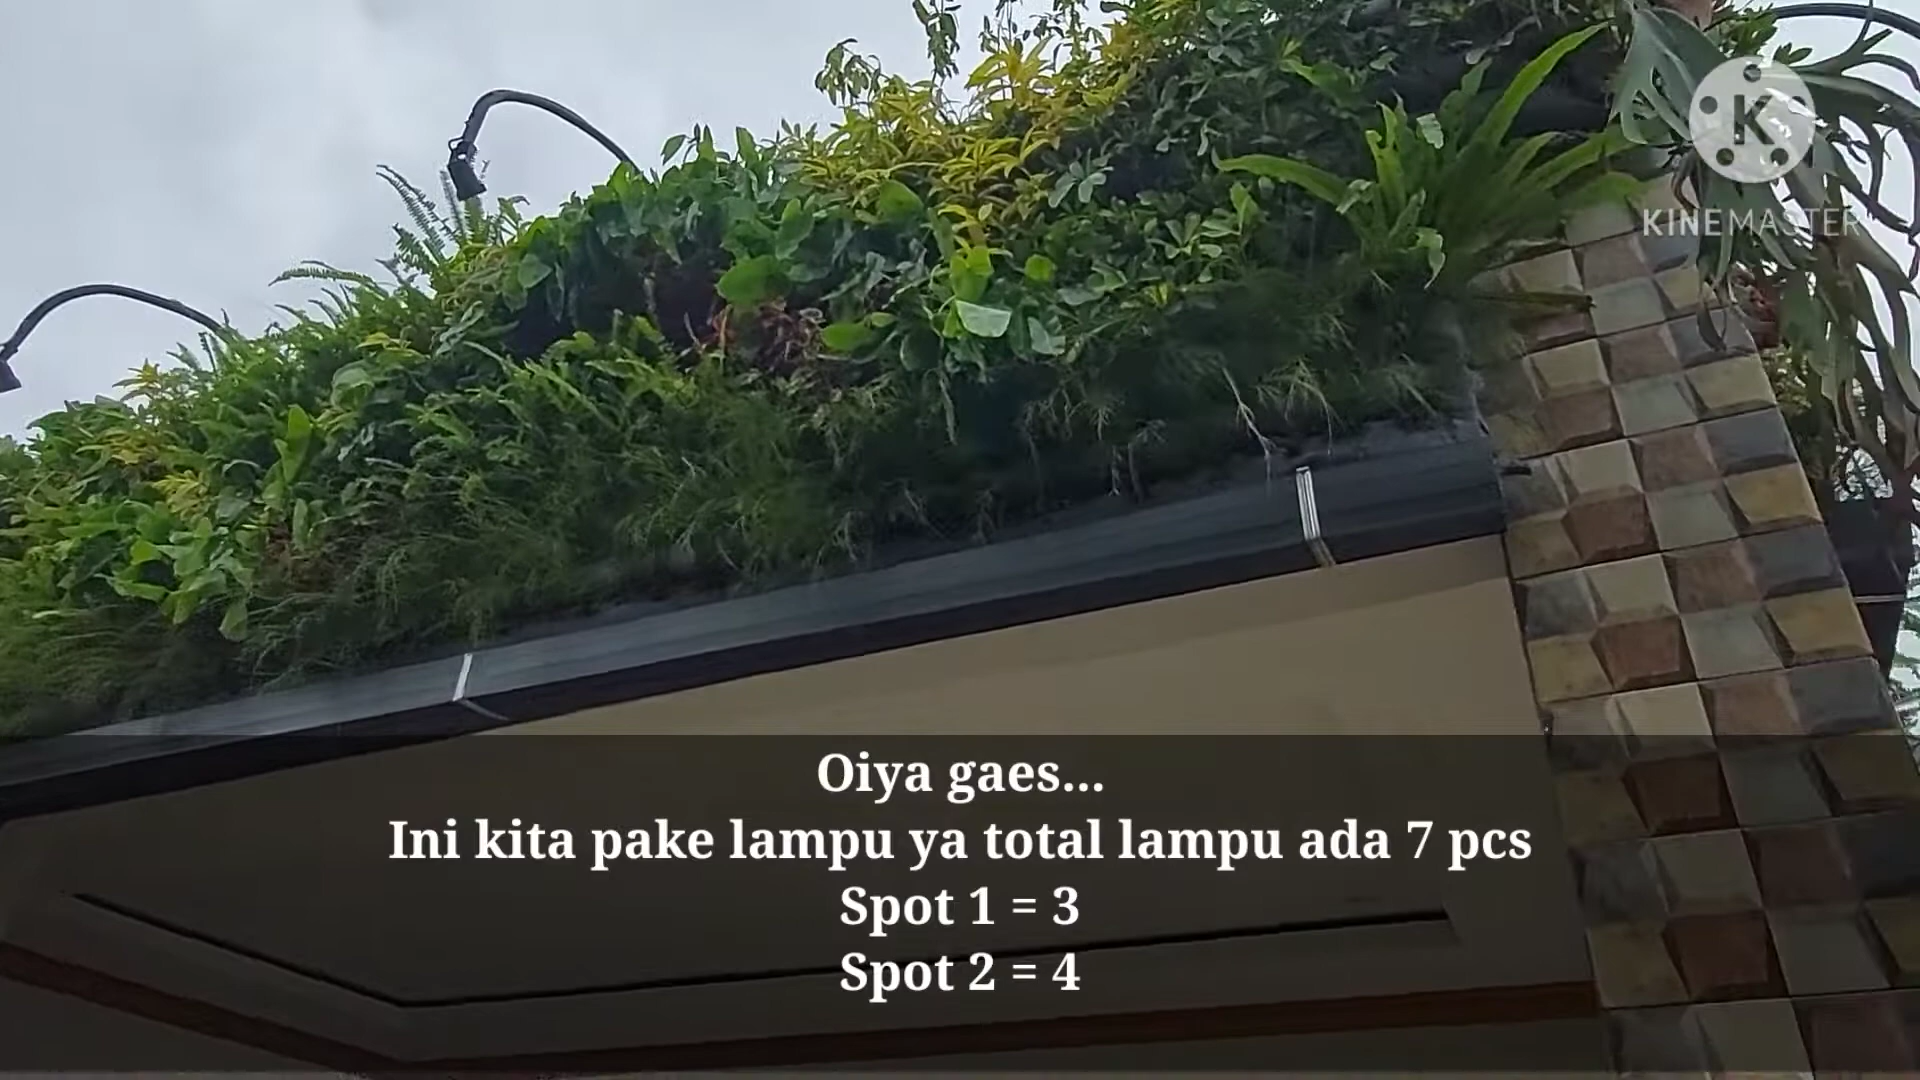 K
KINEMASTER
Oiya gaes...
Ini kita pake lampu ya total lampu ada 7 pcs
Spot 1 = 3
Spot 2 = 4